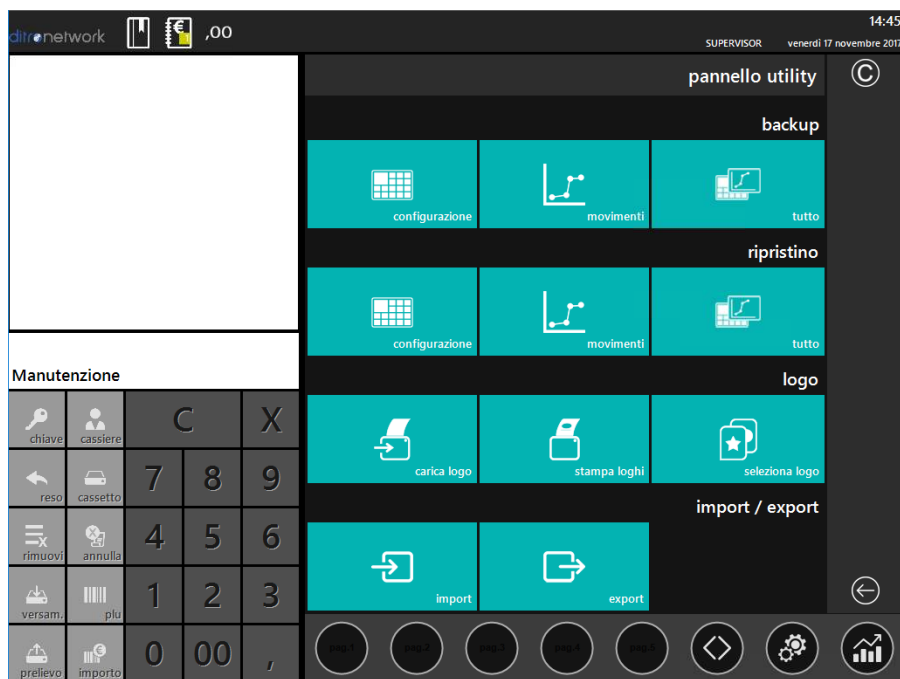 ditronetwork
,00
14:45
SUPERVISOR venerdì 17 novembre 2017
pannello utility
backup
configurazione movimenti tutto
ripristino
configurazione movimenti tutto
Manutenzione
logo
carica logo stampa loghi seleziona logo
import / export
import export
chiave cassiere C X
reso cassetto 7 8 9
rimuovi annulla 4 5 6
versam. plu 1 2 3
prelievo importo 0 00 ,
pag.1 pag.2 pag.3 pag.4 pag.5